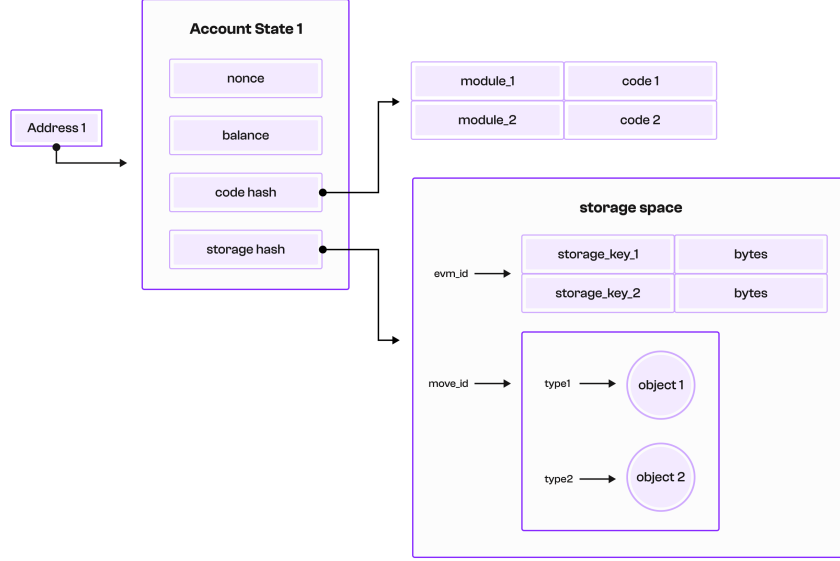 Account State 1
nonce
balance
code hash
storage hash
Address 1
module_1 code 1
module_2 code 2
storage space
evm_id
storage_key_1 bytes
storage_key_2 bytes
move_id
type1 object 1
type2 object 2